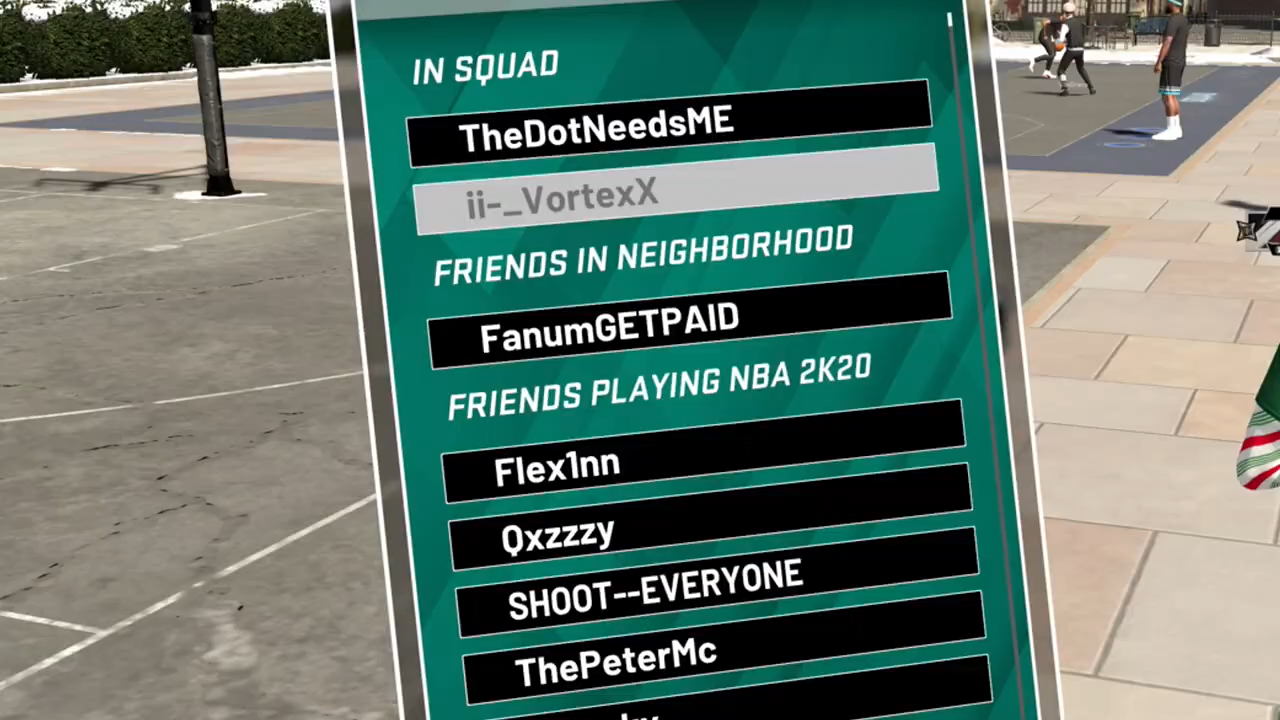 IN SQUAD
TheDotNeedsME
ii-_VortexX
FRIENDS IN NEIGHBORHOOD
FanumGETPAID
FRIENDS PLAYING NBA 2K20
Flex1nn
Qxzzzy
SHOOT--EVERYONE
ThePeterMc